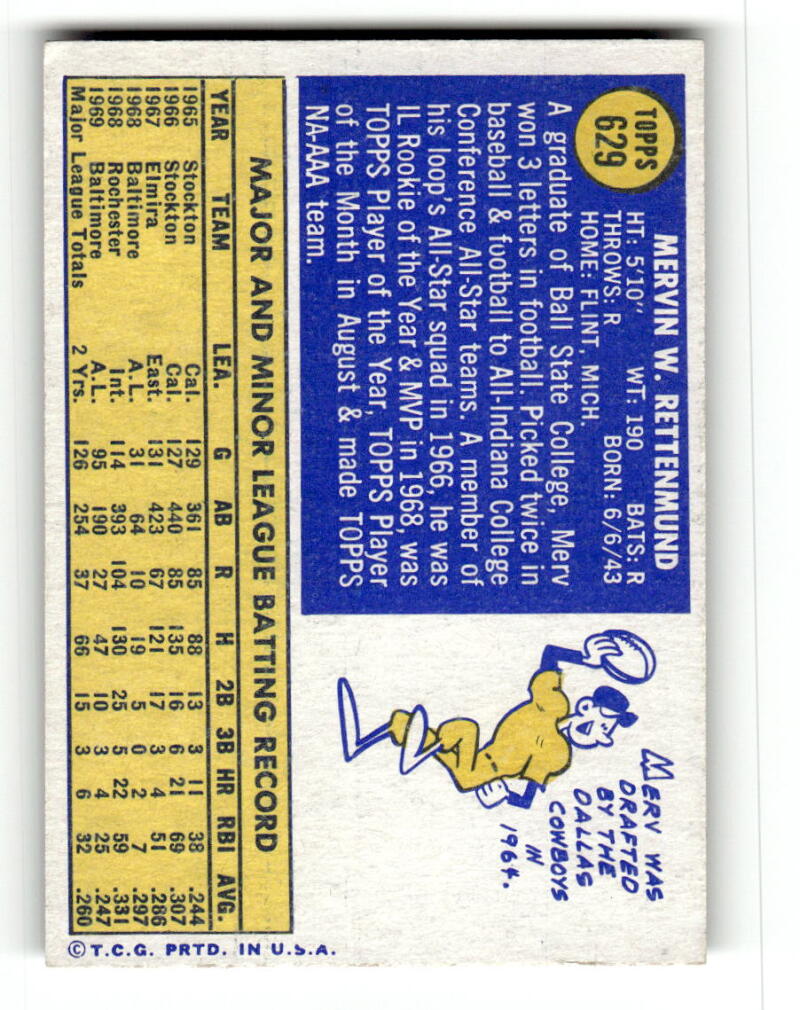 TOPPS
629
MERVIN W. RETTENMUND
HT: 5'10" WT: 190 BATS: R
THROWS: R BORN: 6/6/43
HOME: FLINT, MICH.
A graduate of Ball State College, Merv
won 3 letters in football. Picked twice in
baseball & football to All-Indiana College
Conference All-Star teams. A member of
his loop's All-Star squad in 1966, he was
IL Rookie of the Year & MVP in 1968, was
TOPPS Player of the Year, TOPPS Player
of the Month in August & made TOPPS
NA-AAA team.
MERV WAS
DRAFTED
BY THE
DALLAS
COWBOYS
IN
1964.
MAJOR AND MINOR LEAGUE BATTING RECORD
YEAR TEAM LEA. G AB R H 2B 3B HR RBI AVG.
1965 Stockton Cal. 129 361 85 88 13 3 11 38 .244
1966 Stockton Cal. 127 440 85 135 16 6 21 69 .307
1967 Elmira East. 131 423 67 121 17 3 4 51 .286
1968 Baltimore A.L. 31 64 10 19 5 0 2 7 .297
1968 Rochester Int. 114 393 104 130 25 5 22 59 .331
1969 Baltimore A.L. 95 190 27 47 10 3 4 25 .247
Major League Totals 2 Yrs. 126 254 37 66 15 3 6 32 .260
© T.C.G. PRTD. IN U.S.A.